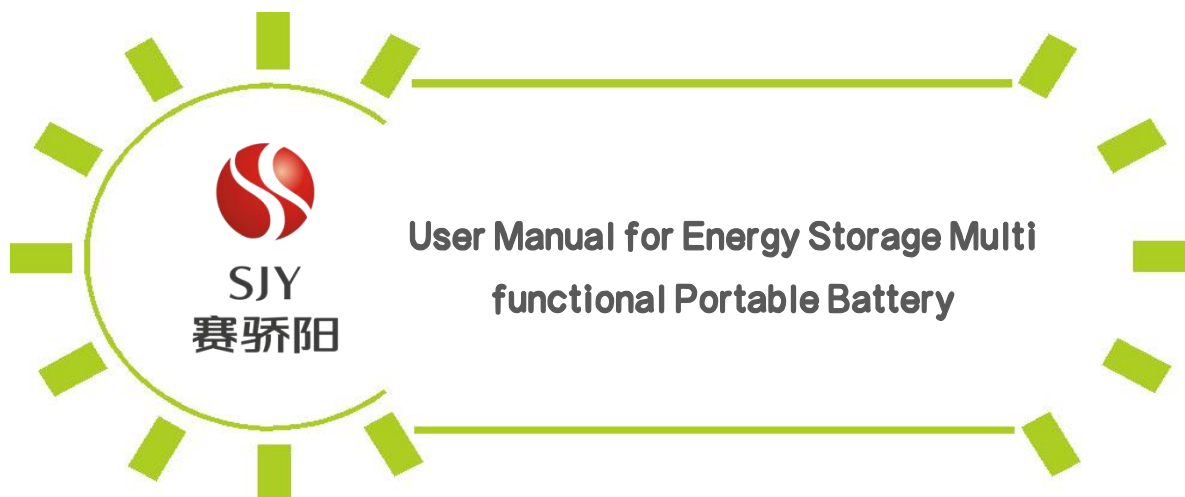 SJY
赛骄阳
User Manual for Energy Storage Multi
functional Portable Battery